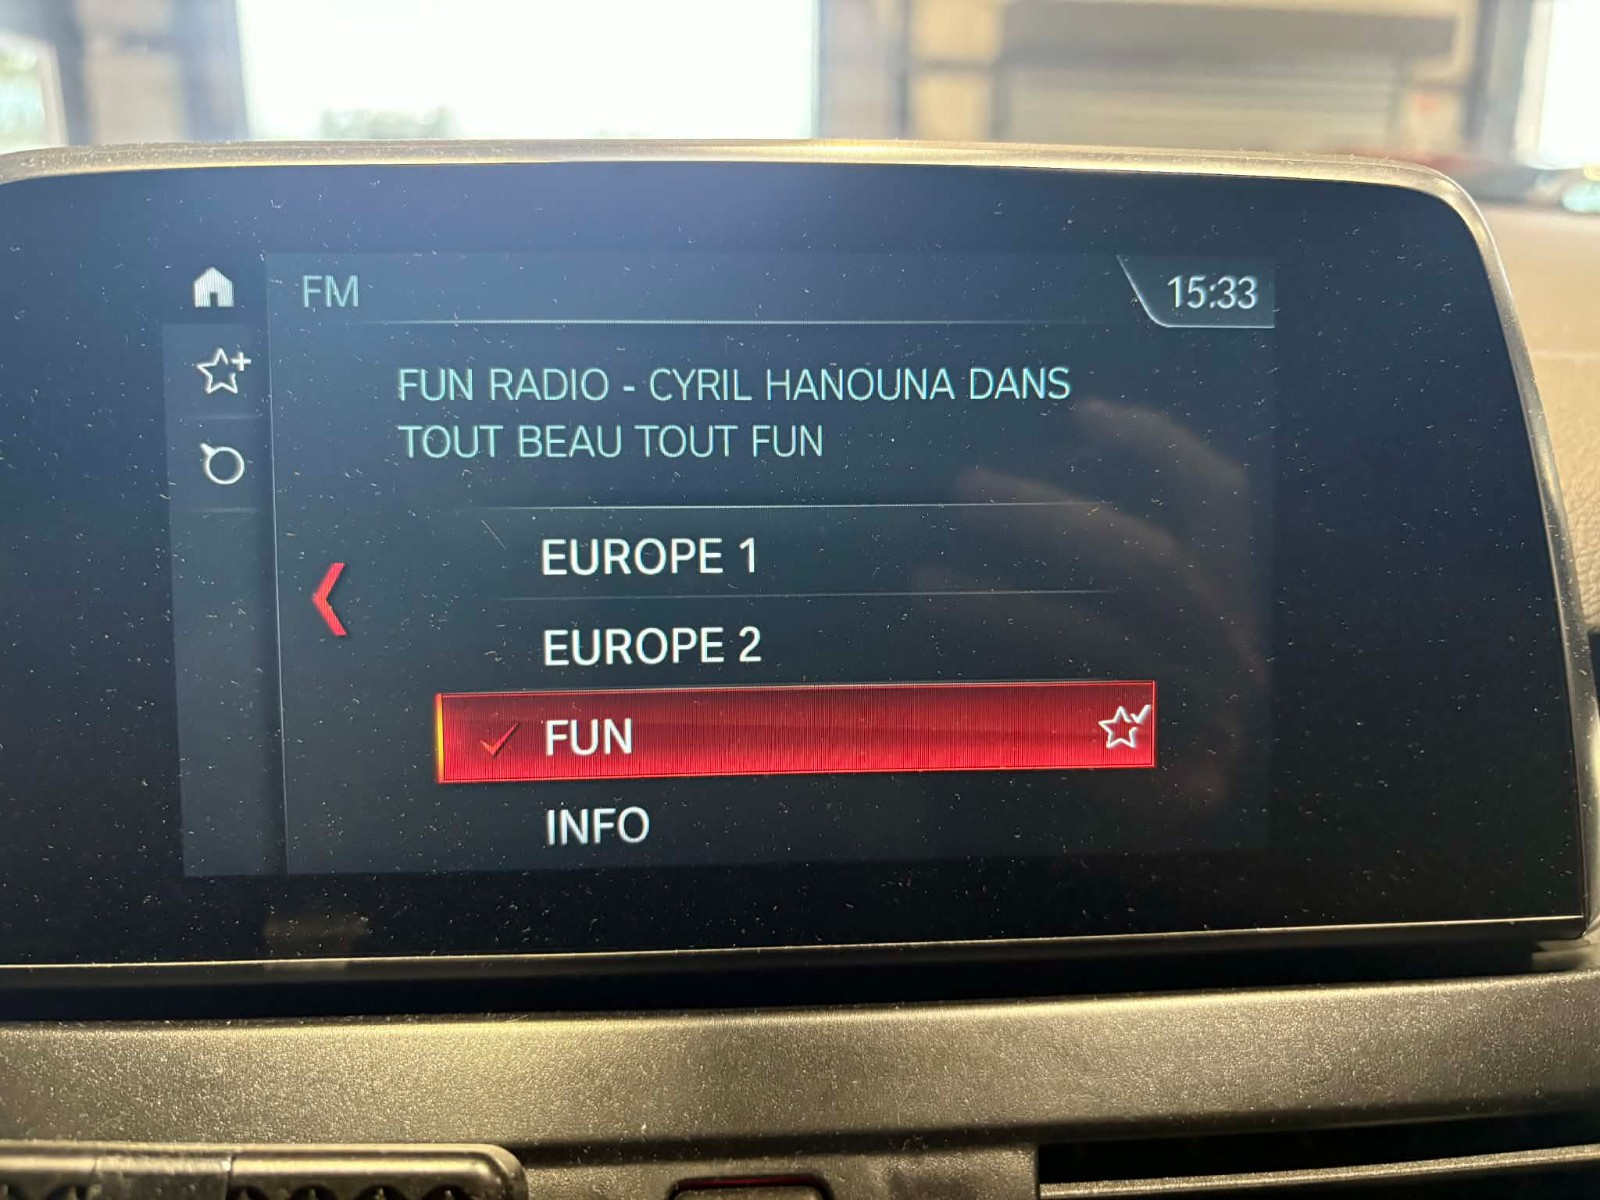 FM
15:33
FUN RADIO - CYRIL HANOUNA DANS
TOUT BEAU TOUT FUN
EUROPE 1
EUROPE 2
FUN
INFO